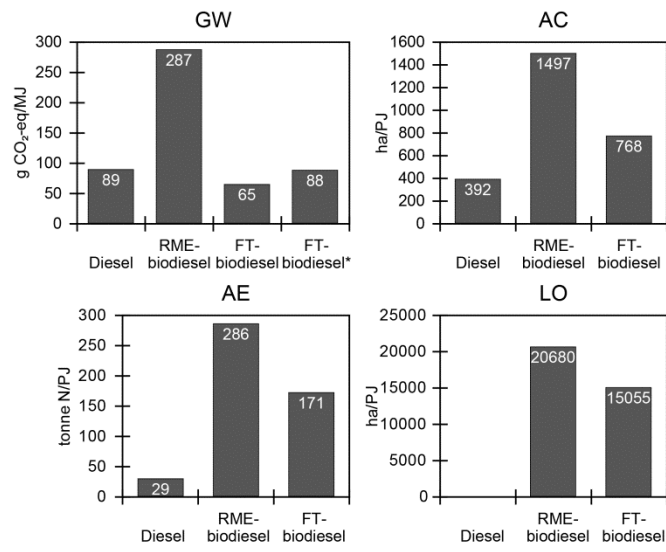 GW
300
250
200
150
100
50
0
g CO₂-eq/MJ
89
287
65
88
Diesel
RME-
biodiesel
FT-
biodiesel
FT-
biodiesel*
AC
1600
1400
1200
1000
800
600
400
200
0
ha/PJ
392
1497
768
Diesel
RME-
biodiesel
FT-
biodiesel
AE
300
250
200
150
100
50
0
tonne N/PJ
29
286
171
Diesel
RME-
biodiesel
FT-
biodiesel
LO
25000
20000
15000
10000
5000
0
ha/PJ
20680
15055
Diesel
RME-
biodiesel
FT-
biodiesel